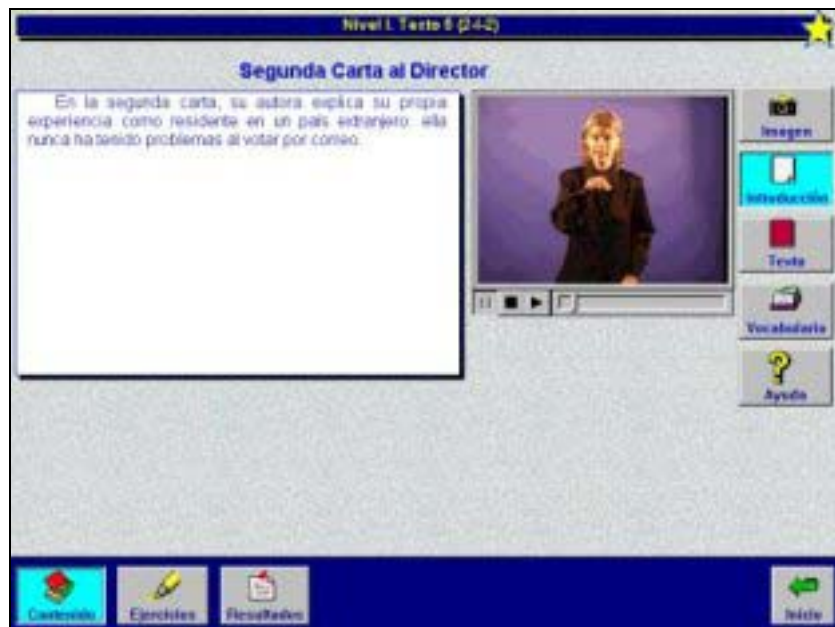 Nivel I. Texto 6 (24-2)
Segunda Carta al Director
En la segunda carta, su autora explica su propia
experiencia como residente en un país extranjero: ella
nunca ha tenido problemas al votar por correo.
Imagen
Introducción
Texto
Vocabulario
Ayuda
Contenido
Ejercicios
Resultados
Inicio